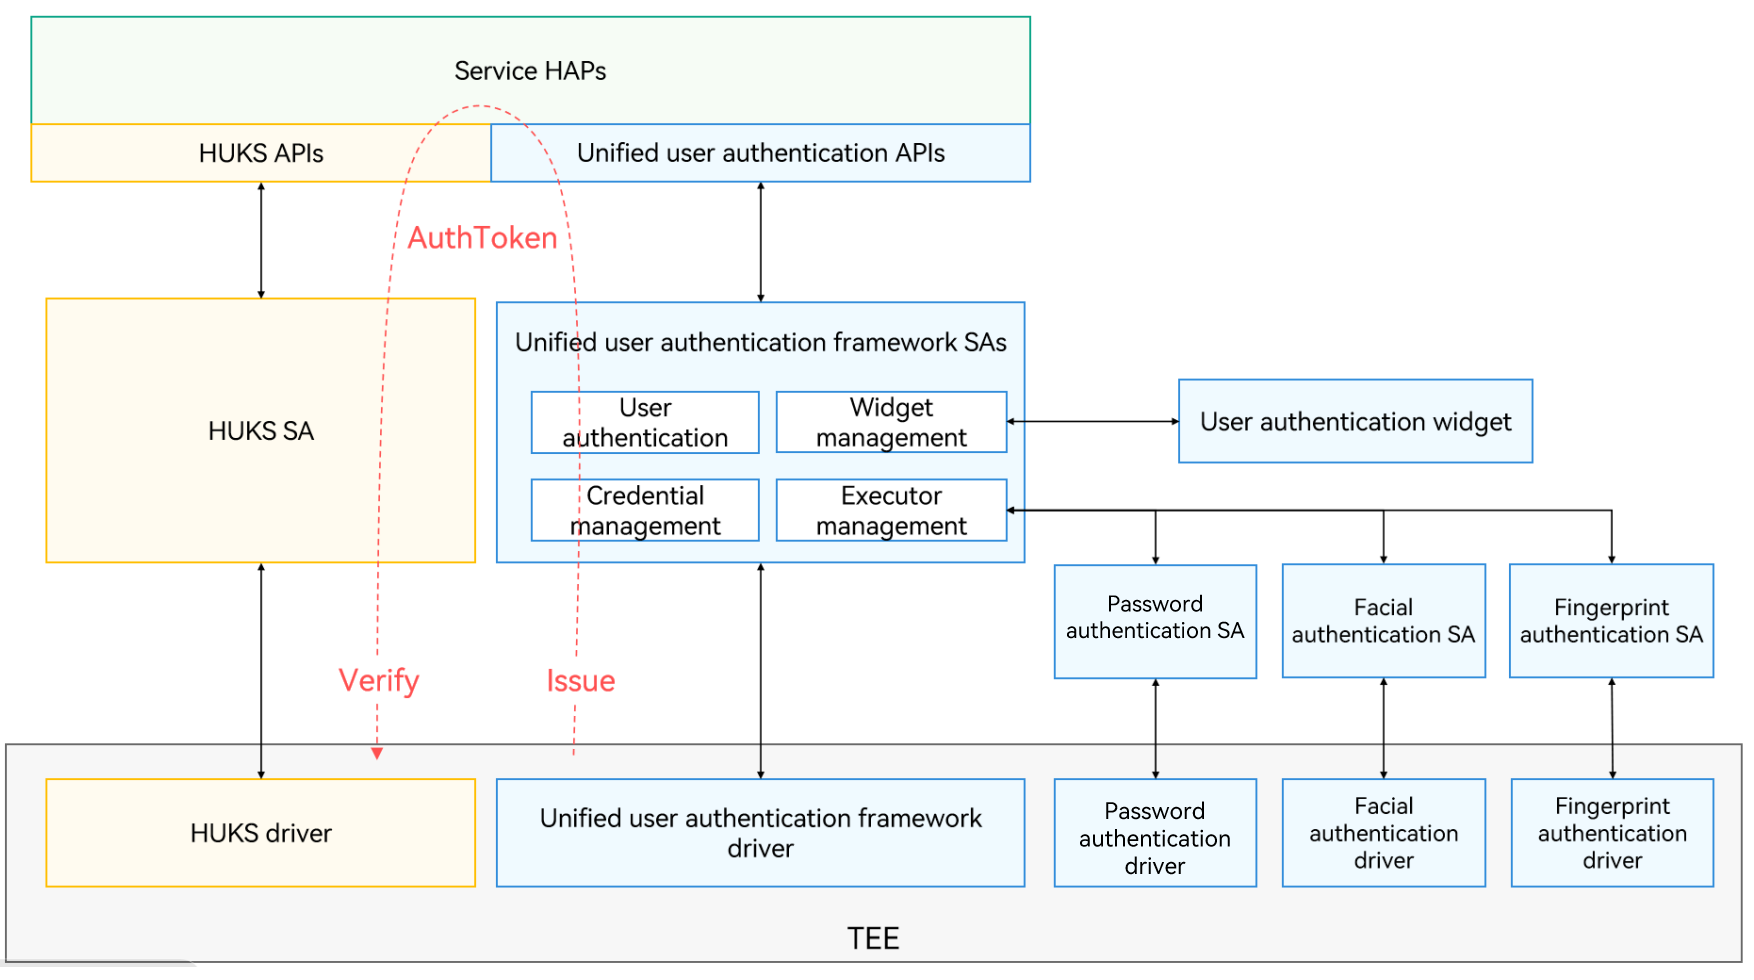 Service HAPs
HUKS APIs
Unified user authentication APIs
AuthToken
HUKS SA
Unified user authentication framework SAs
User
authentication
Widget
management
Credential
management
Executor
management
User authentication widget
Password
authentication SA
Facial
authentication SA
Fingerprint
authentication SA
Verify
Issue
HUKS driver
Unified user authentication framework
driver
Password
authentication
driver
Facial
authentication
driver
Fingerprint
authentication
driver
TEE